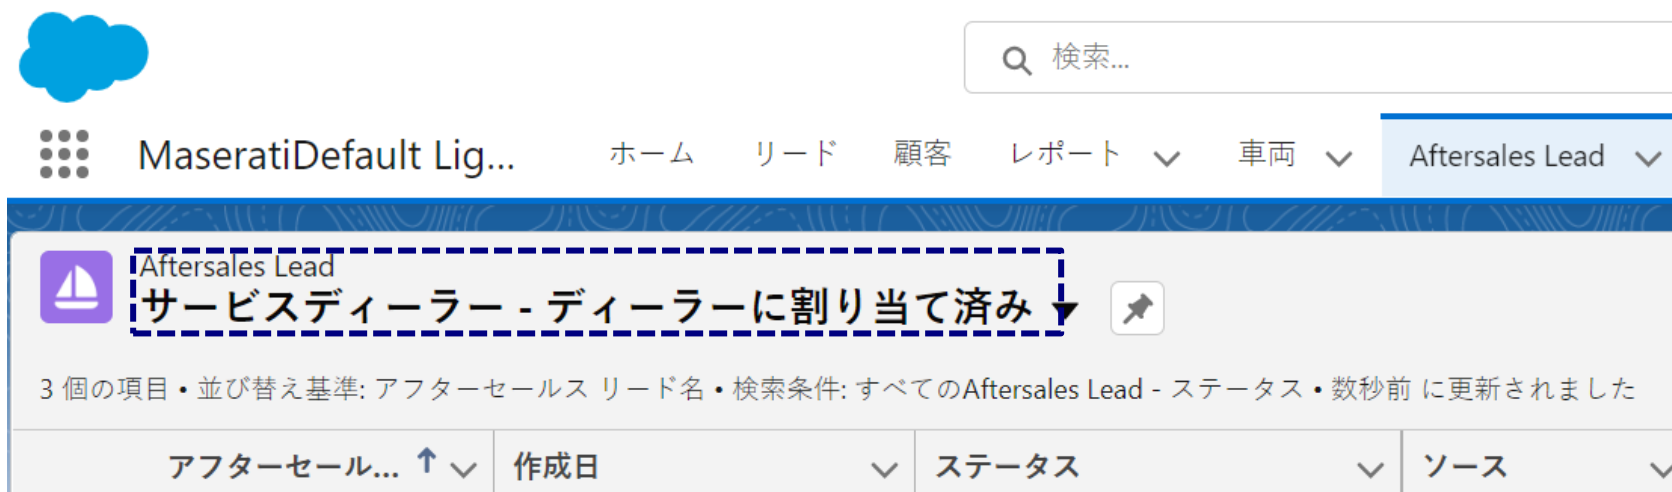 検索...
MaseratiDefault Lig... ホーム リード 顧客 レポート 車両 Aftersales Lead
Aftersales Lead
サービスディーラー - ディーラーに割り当て済み
3 個の項目 • 並び替え基準: アフターセールス リード名 • 検索条件: すべてのAftersales Lead - ステータス • 数秒前 に更新されました
アフターセール... 作成日 ステータス ソース